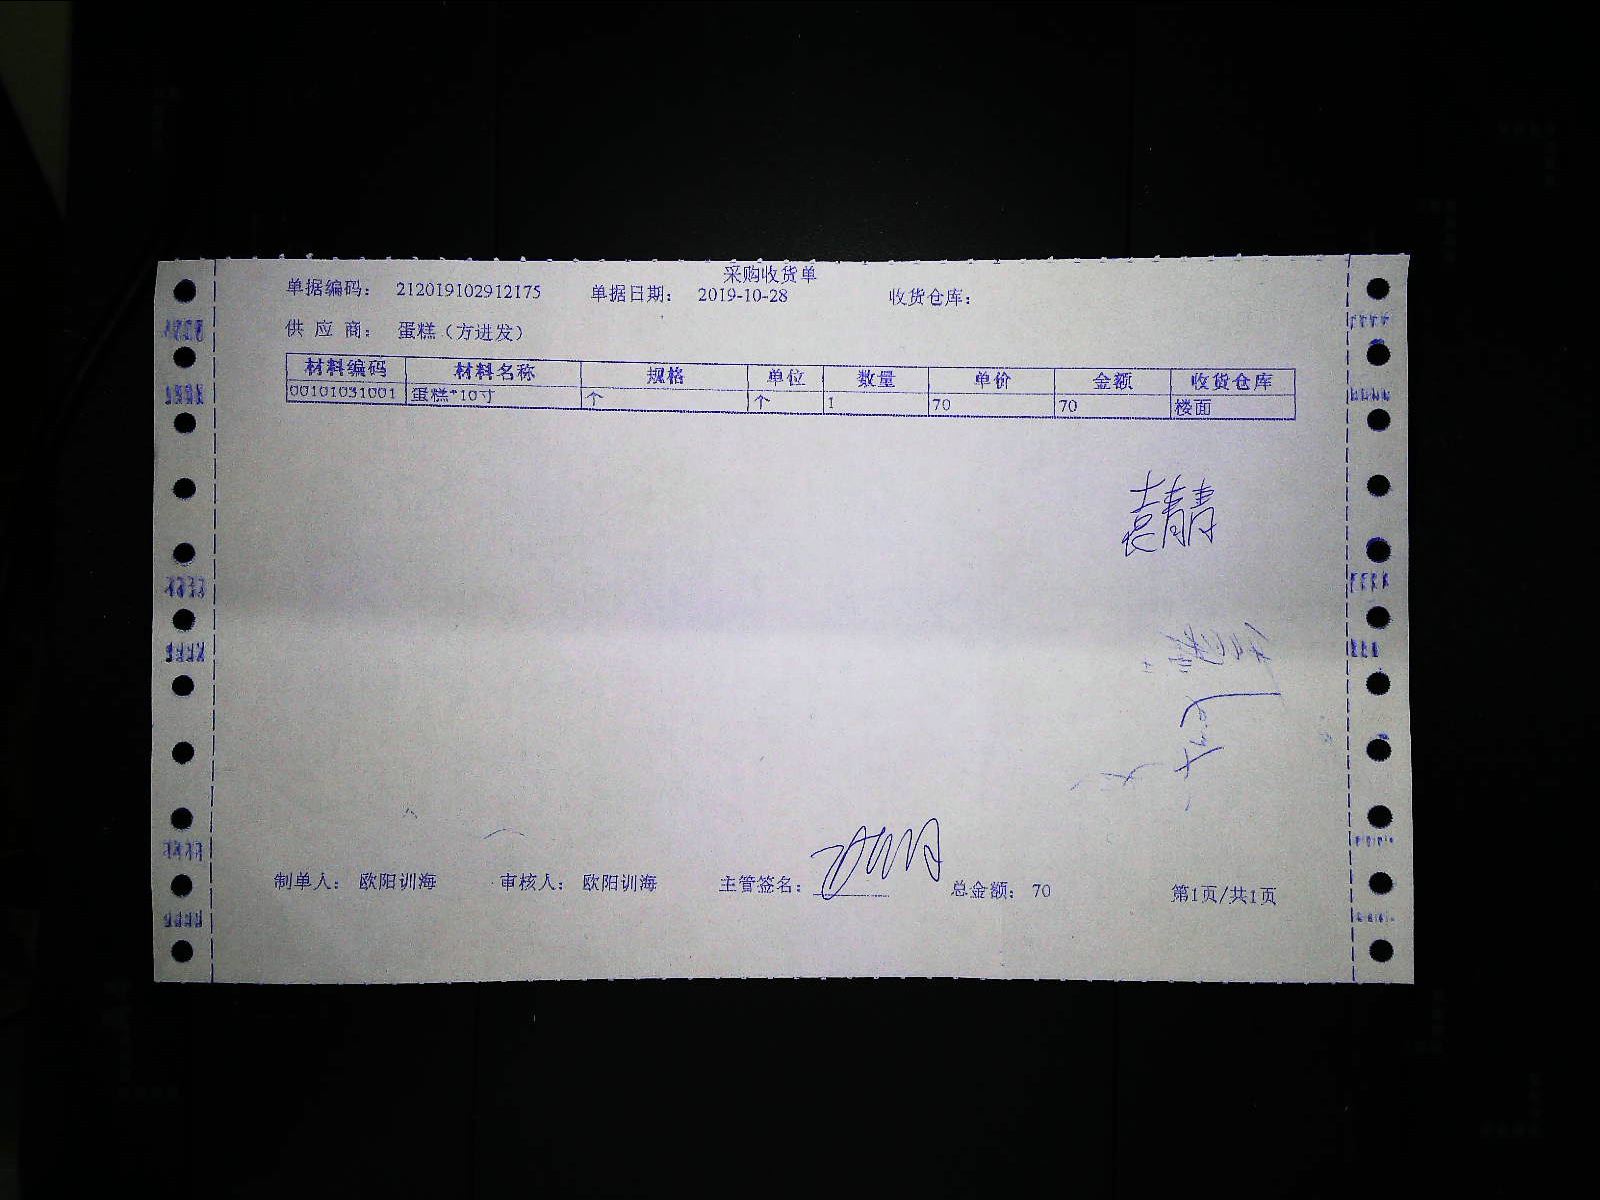 采购收货单
单据编码： 212019102912175 单据日期： 2019-10-28 收货仓库：
供 应 商： 蛋糕（方进发）
材料编码 材料名称 规格 单位 数量 单价 金额 收货仓库
00101031001 蛋糕*10寸 个 个 1 70 70 楼面
制单人： 欧阳训海 审核人： 欧阳训海 主管签名： 总金额： 70 第1页/共1页